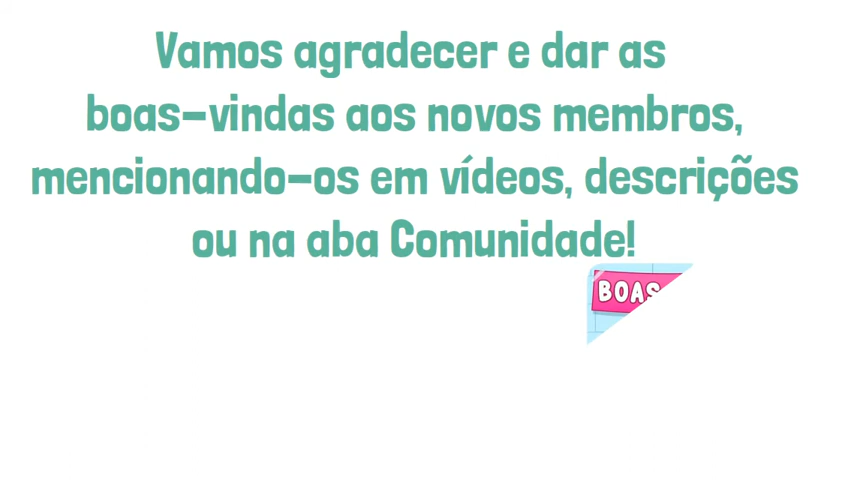 Vamos agradecer e dar as
boas-vindas aos novos membros,
mencionando-os em vídeos, descrições
ou na aba Comunidade!
BOAS